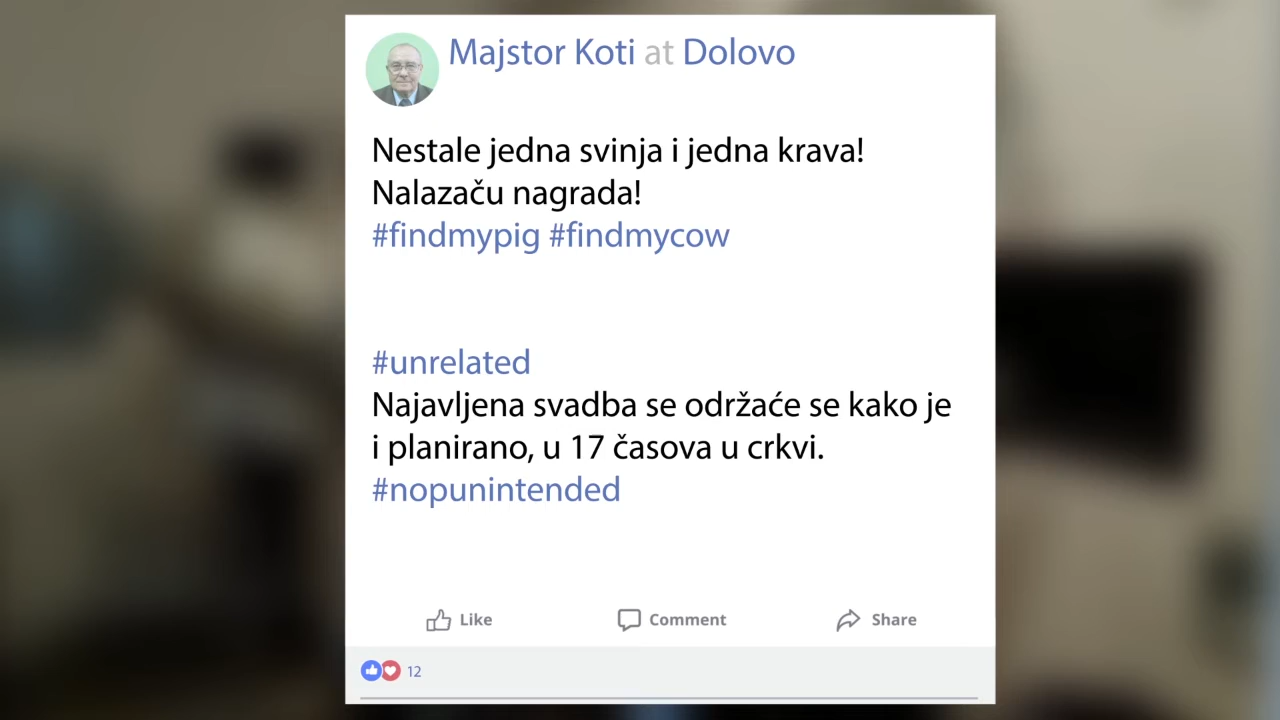 Majstor Koti at Dolovo
Nestale jedna svinja i jedna krava!
Nalazaču nagrada!
#findmypig #findmycow
#unrelated
Najavljena svadba se održaće se kako je
i planirano, u 17 časova u crkvi.
#nopunintended
Like Comment Share
12